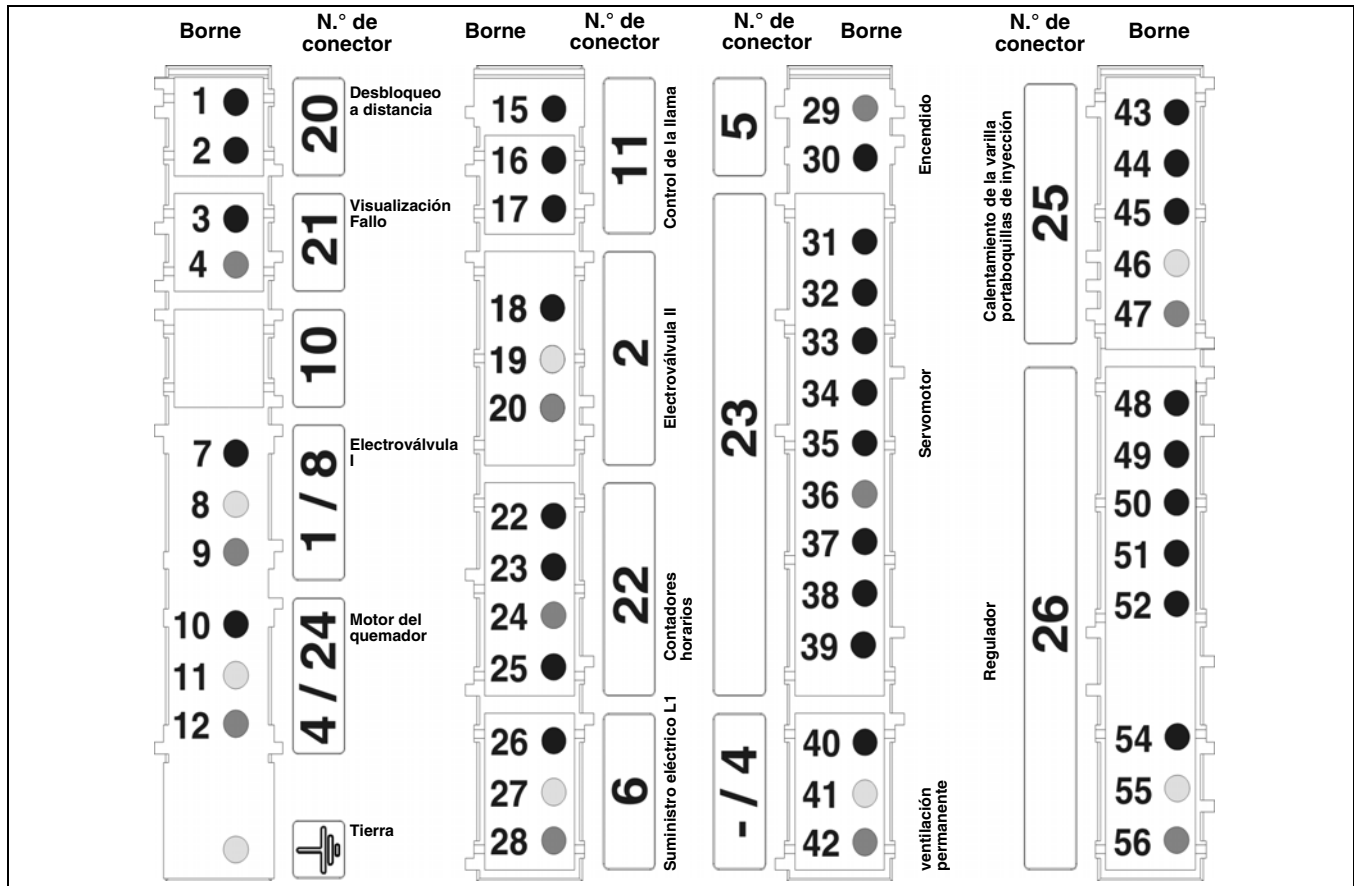 Borne
N.° de
conector
Borne
N.° de
conector
N.° de
conector
Borne
N.° de
conector
Borne
1
2
20
Desbloqueo
a distancia
3
4
21
Visualización
Fallo
10
7
8
9
1 / 8
Electroválvula
I
10
11
12
4 / 24
Motor del
quemador
Tierra
15
16
17
11
Control de la llama
18
19
20
2
Electroválvula II
22
23
24
25
22
Contadores
horarios
26
27
28
6
Suministro eléctrico L1
5
29
30
Encendido
23
31
32
33
34
35
36
37
38
39
Servomotor
- / 4
40
41
42
ventilación
permanente
Calentamiento de la varilla
portaboquillas de inyección
25
43
44
45
46
47
Regulador
26
48
49
50
51
52
54
55
56